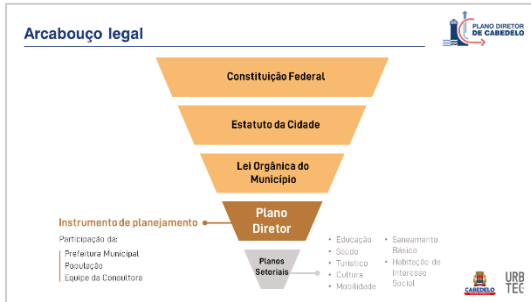 Arcabouço legal
PLANO DIRETOR
DE CABEDELO
Constituição Federal
Estatuto da Cidade
Lei Orgânica do
Município
Plano
Diretor
Instrumento de planejamento
Participação da:
Prefeitura Municipal
População
Equipe da Consultora
Planos
Setoriais
• Educação
• Saúde
• Turístico
• Cultura
• Mobilidade
• Saneamento
Básico
• Habitação de
Interesse
Social
CABEDELO
URB
TEC